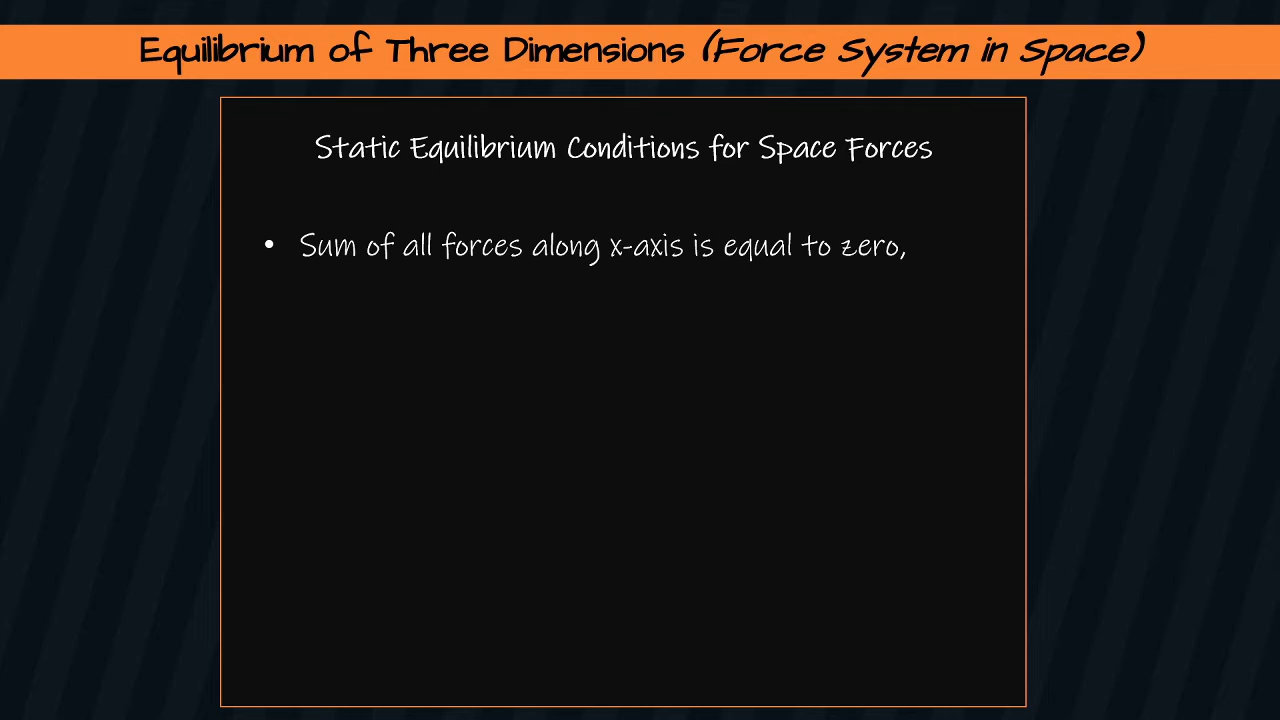 Equilibrium of Three Dimensions (Force System in Space)
Static Equilibrium Conditions for Space Forces
• Sum of all forces along x-axis is equal to zero,